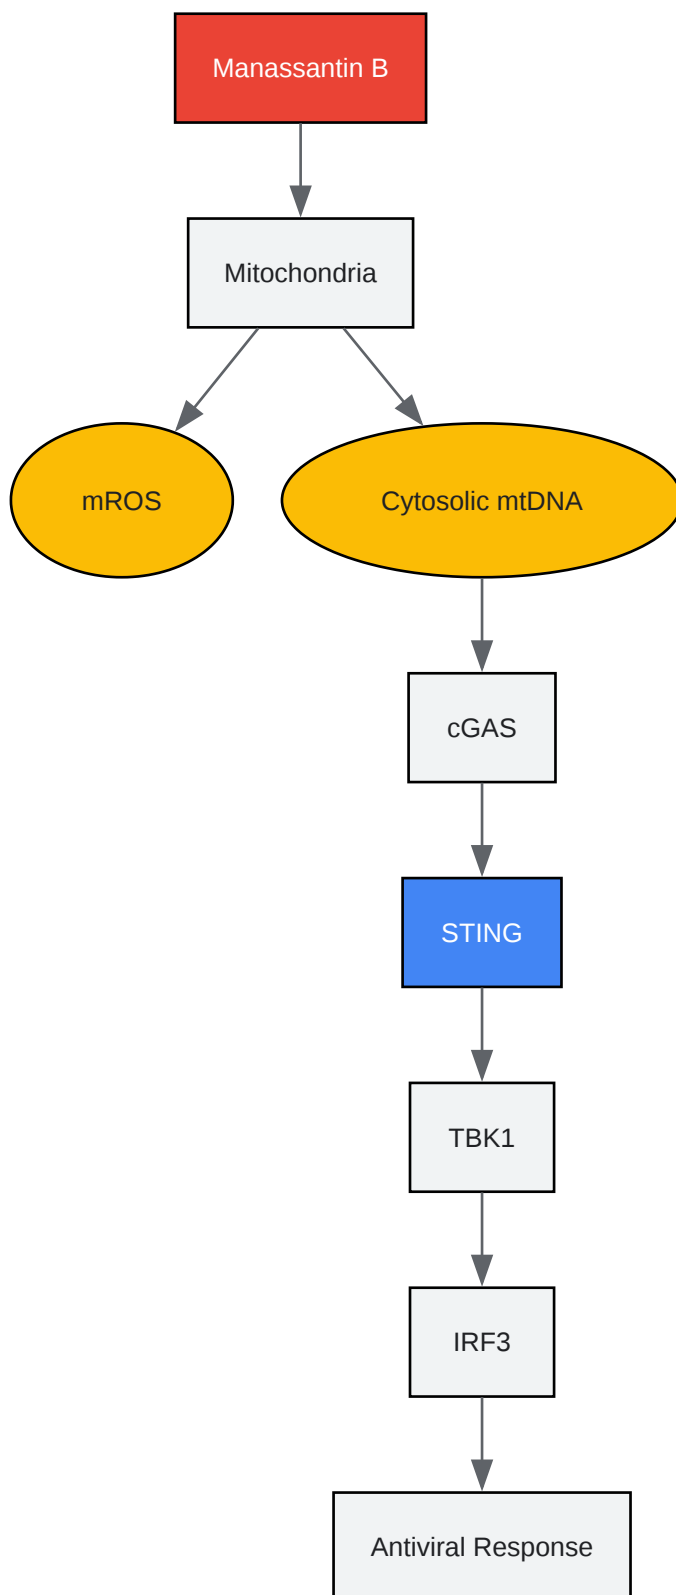 Manassantin B
Mitochondria
mROS
Cytosolic mtDNA
cGAS
STING
TBK1
IRF3
Antiviral Response